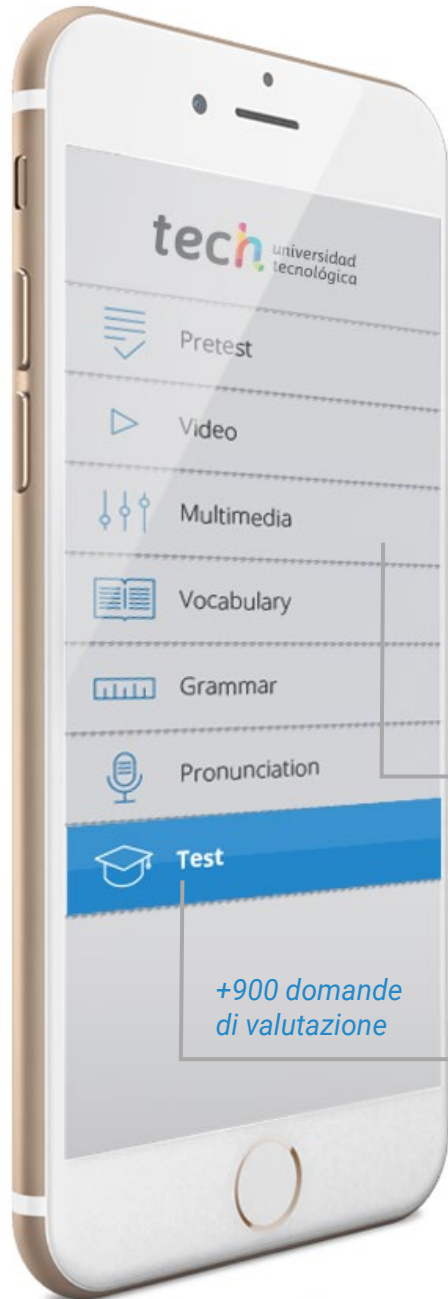 tech universidad
tecnológica
Pretest
Video
Multimedia
Vocabulary
Grammar
Pronunciation
Test
+900 domande
di valutazione